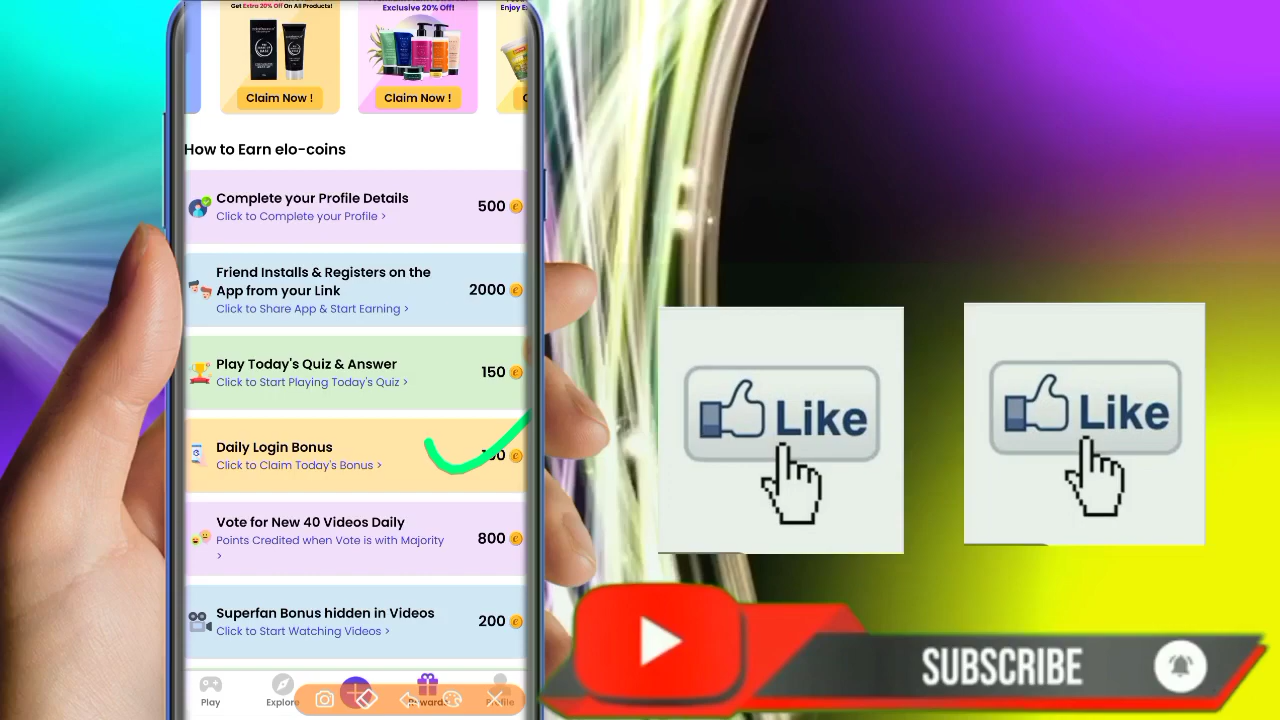 Get Extra 20% Off On All Products!
Exclusive 20% Off!
Enjoy E
Claim Now !
Claim Now !
How to Earn elo-coins
Complete your Profile Details
Click to Complete your Profile >
500
Friend Installs & Registers on the
App from your Link
Click to Share App & Start Earning >
2000
Play Today's Quiz & Answer
Click to Start Playing Today's Quiz >
150
Daily Login Bonus
Click to Claim Today's Bonus >
Vote for New 40 Videos Daily
Points Credited when Vote is with Majority
>
800
Superfan Bonus hidden in Videos
Click to Start Watching Videos >
200
Play
Explore
Rewards
Profile
Like
Like
SUBSCRIBE